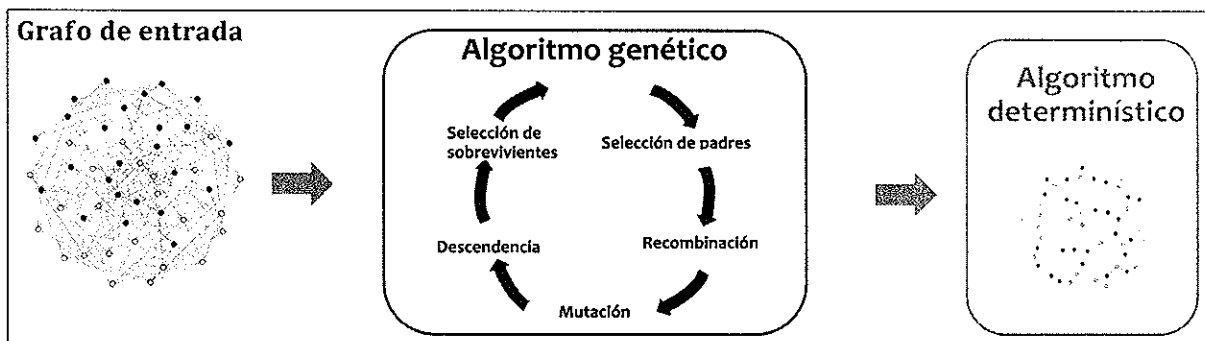 Grafo de entrada
Algoritmo genético
Selección de
sobrevivientes
Selección de padres
Descendencia
Recombinación
Mutación
Algoritmo
determinístico